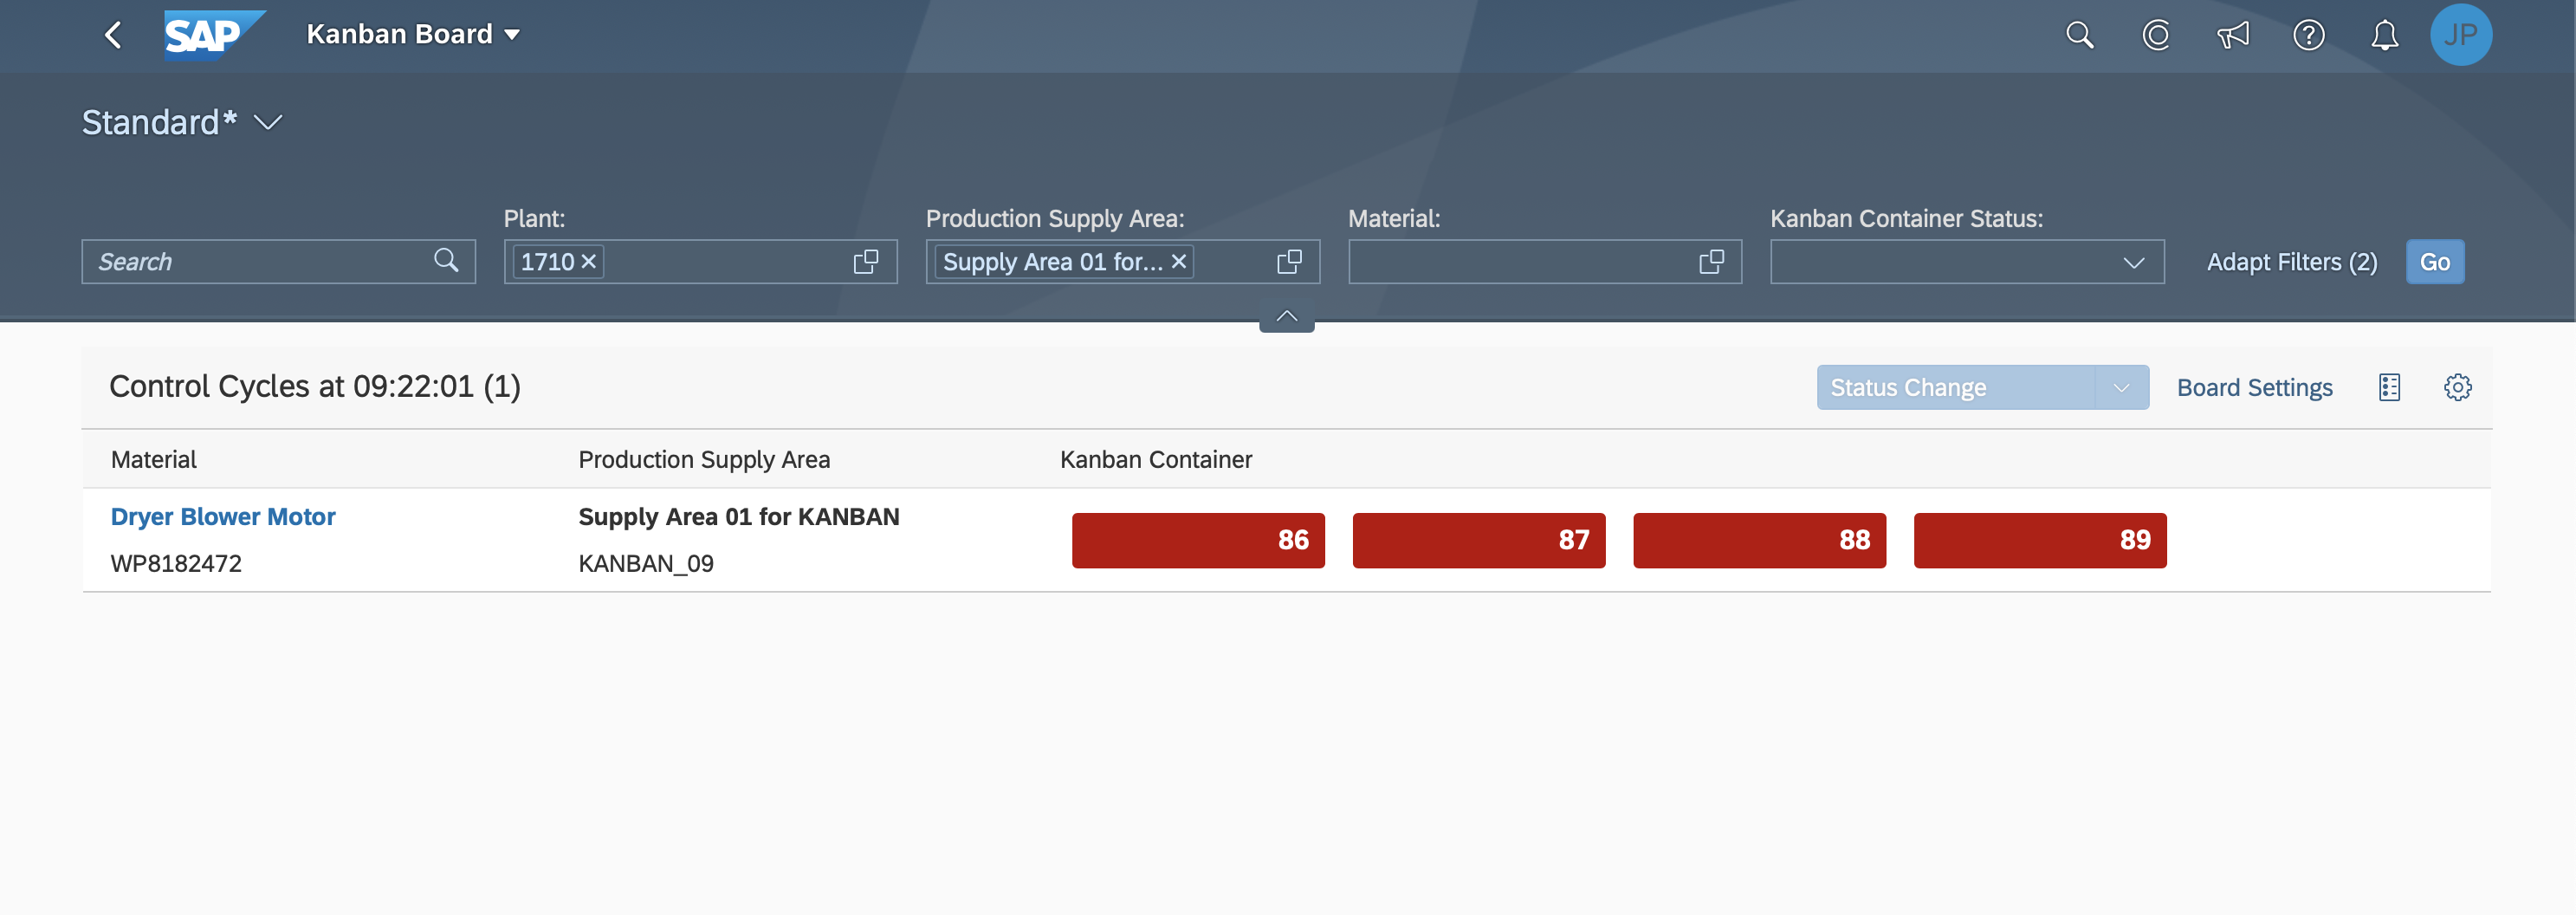 SAP
Kanban Board
JP
Standard*
Search
Plant:
1710
Production Supply Area:
Supply Area 01 for...
Material:
Kanban Container Status:
Adapt Filters (2)
Go
Control Cycles at 09:22:01 (1)
Status Change
Board Settings
Material
Production Supply Area
Kanban Container
Dryer Blower Motor
WP8182472
Supply Area 01 for KANBAN
KANBAN_09
86
87
88
89